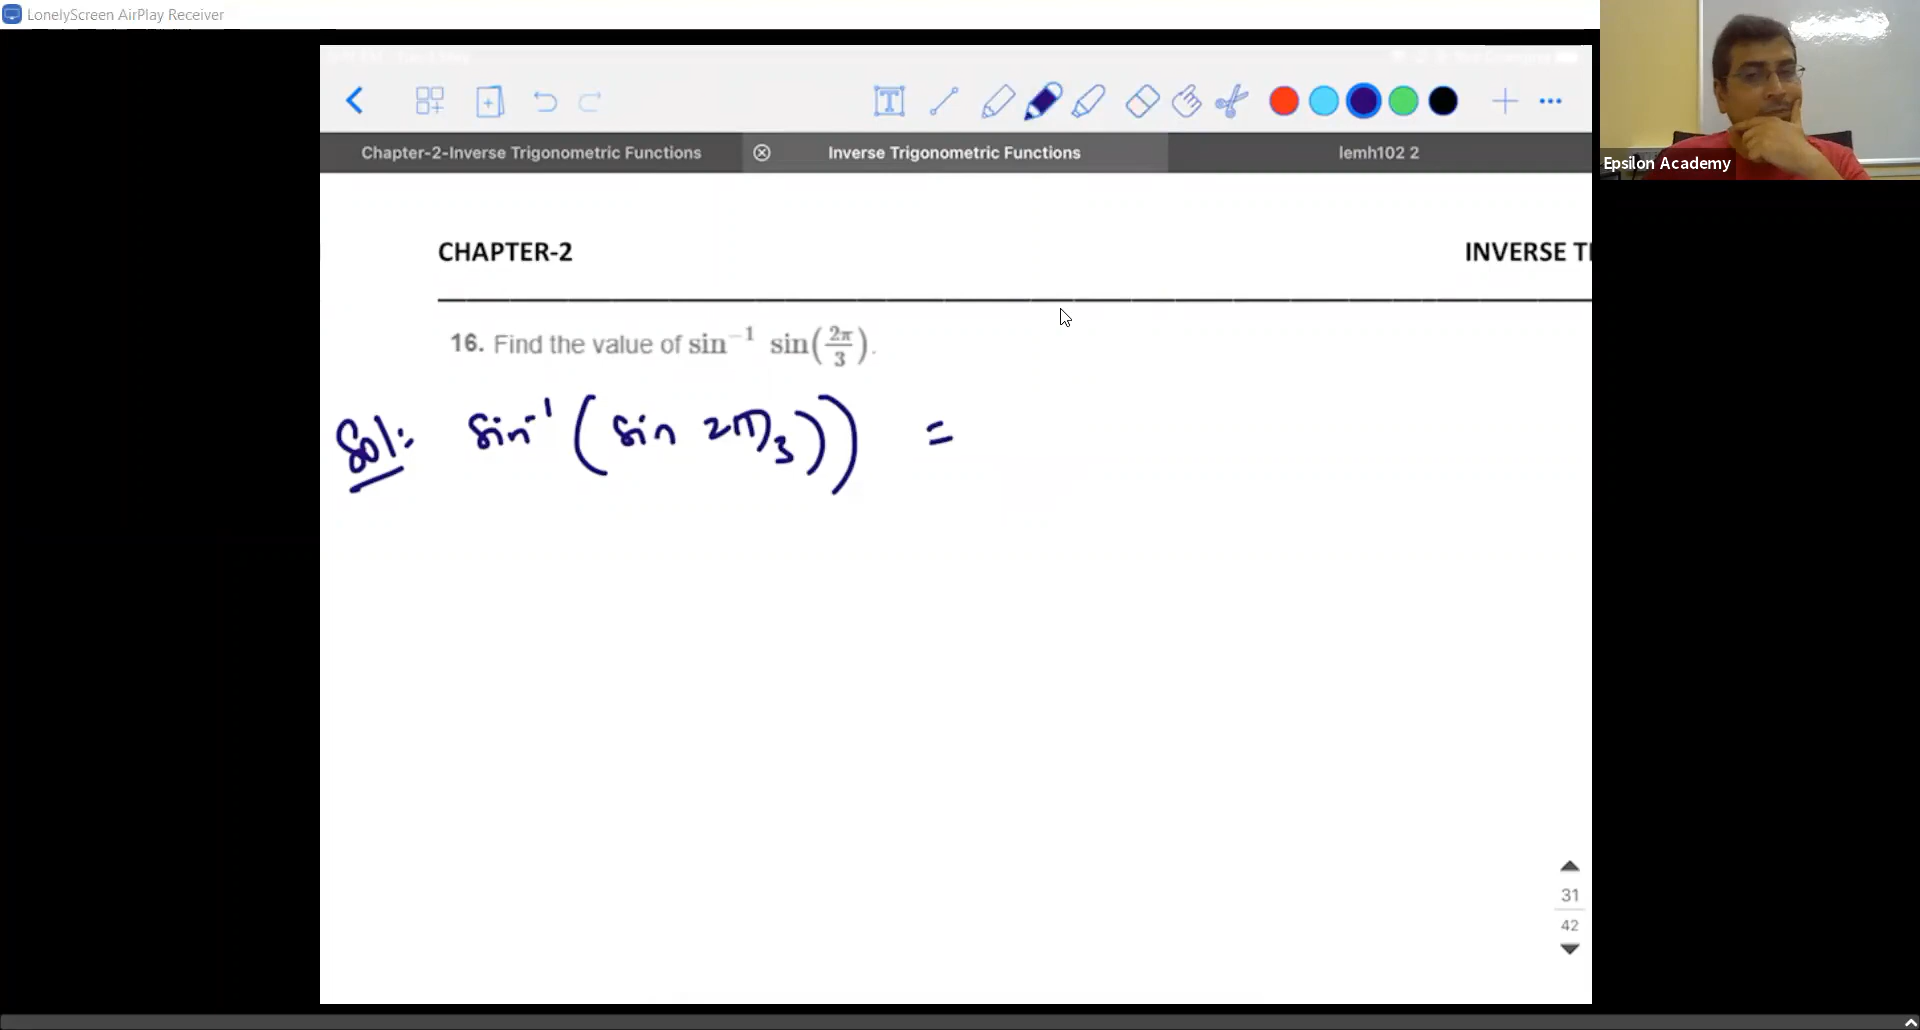 LonelyScreen AirPlay Receiver
Chapter-2-Inverse Trigonometric Functions
Inverse Trigonometric Functions
lemh102 2
Epsilon Academy
CHAPTER-2
INVERSE T
16. Find the value of sin⁻¹ sin(2π/3).
Sol: sin⁻¹ (sin 2π/3)) =
31
42